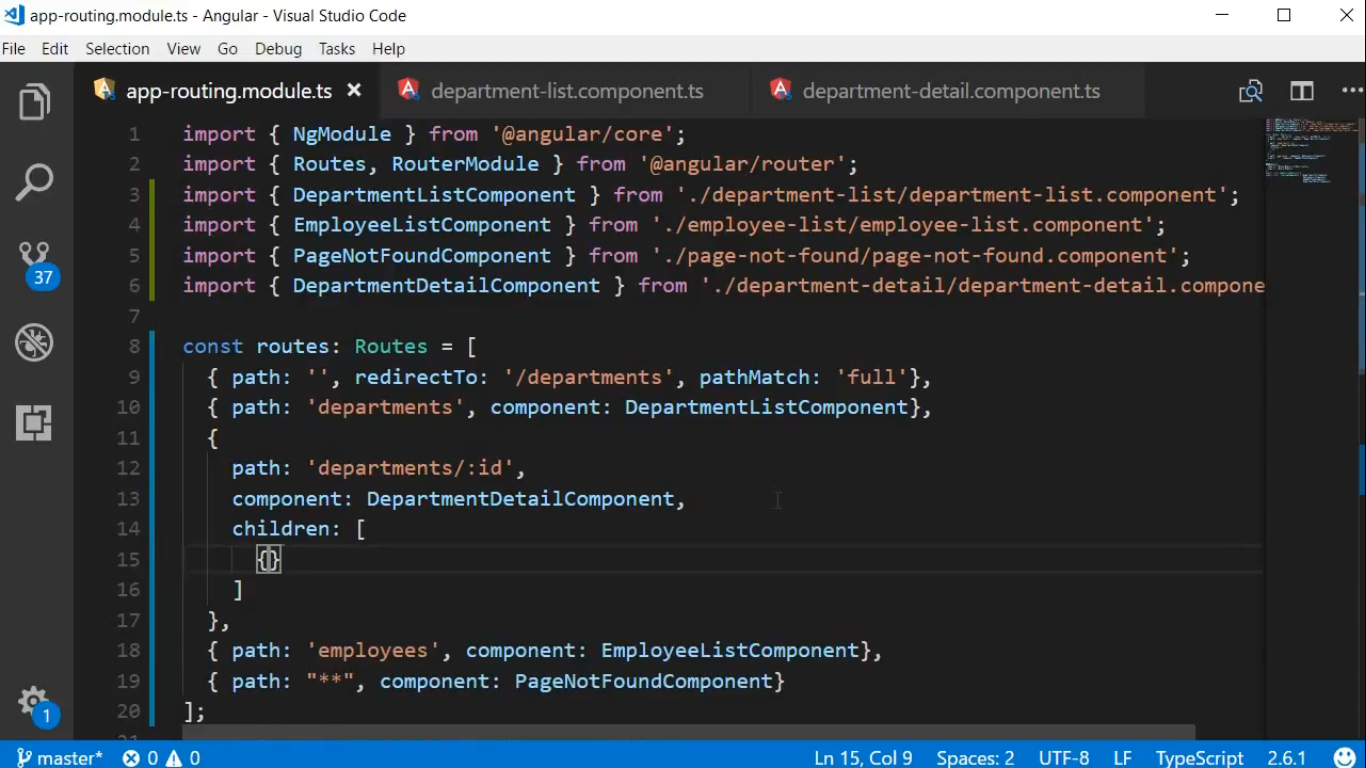 app-routing.module.ts - Angular - Visual Studio Code
File Edit Selection View Go Debug Tasks Help
app-routing.module.ts × department-list.component.ts department-detail.component.ts
37
1
1 import { NgModule } from '@angular/core';
2 import { Routes, RouterModule } from '@angular/router';
3 import { DepartmentListComponent } from './department-list/department-list.component';
4 import { EmployeeListComponent } from './employee-list/employee-list.component';
5 import { PageNotFoundComponent } from './page-not-found/page-not-found.component';
6 import { DepartmentDetailComponent } from './department-detail/department-detail.compone
7
8 const routes: Routes = [
9 { path: '', redirectTo: '/departments', pathMatch: 'full'},
10 { path: 'departments', component: DepartmentListComponent},
11 {
12 path: 'departments/:id',
13 component: DepartmentDetailComponent,
14 children: [
15 {}
16 ]
17 },
18 { path: 'employees', component: EmployeeListComponent},
19 { path: "**", component: PageNotFoundComponent}
20 ];
master* 0 0 Ln 15, Col 9 Spaces: 2 UTF-8 LF TypeScript 2.6.1